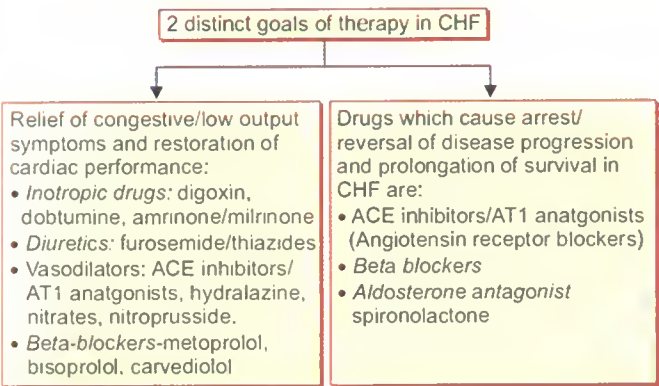 2 distinct goals of therapy in CHF
Relief of congestive/low output
symptoms and restoration of
cardiac performance:
• Inotropic drugs: digoxin,
dobtumine, amrinone/milrinone
• Diuretics: furosemide/thiazides
• Vasodilators: ACE inhibitors/
AT1 anatgonists, hydralazine,
nitrates, nitroprusside.
• Beta-blockers-metoprolol,
bisoprolol, carvediolol
Drugs which cause arrest/
reversal of disease progression
and prolongation of survival in
CHF are:
• ACE inhibitors/AT1 anatgonists
(Angiotensin receptor blockers)
• Beta blockers
• Aldosterone antagonist
spironolactone